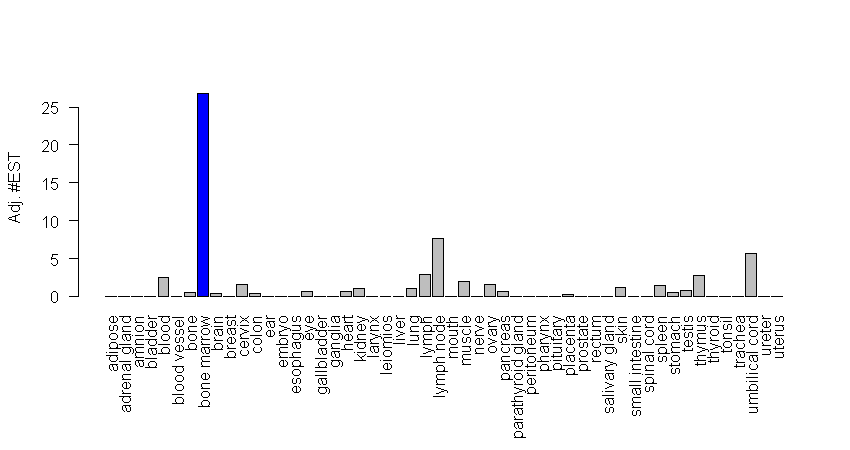 Adj. #EST
25
20
15
10
5
0
adipose
adrenal gland
amnion
bladder
blood
blood vessel
bone
bone marrow
brain
breast
cervix
colon
ear
embryo
esophagus
eye
gallbladder
ganglia
heart
kidney
larynx
leiomios
liver
lung
lymph
lymph node
mouth
muscle
nerve
ovary
pancreas
parathyroid gland
peritoneum
pharynx
pituitary
placenta
prostate
rectum
salivary gland
skin
small intestine
spinal cord
spleen
stomach
testis
thymus
thyroid
tonsil
trachea
umbilical cord
ureter
uterus